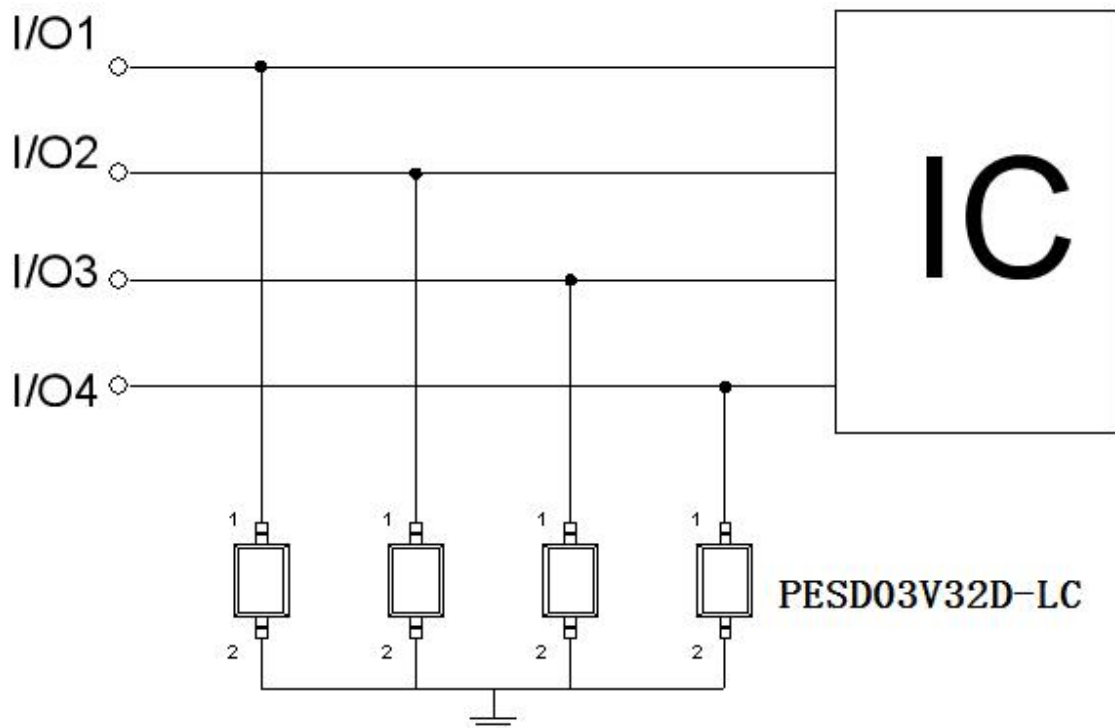 I/O1
I/O2
I/O3
I/O4
IC
1 1 1 1
PESD03V32D-LC
2 2 2 2